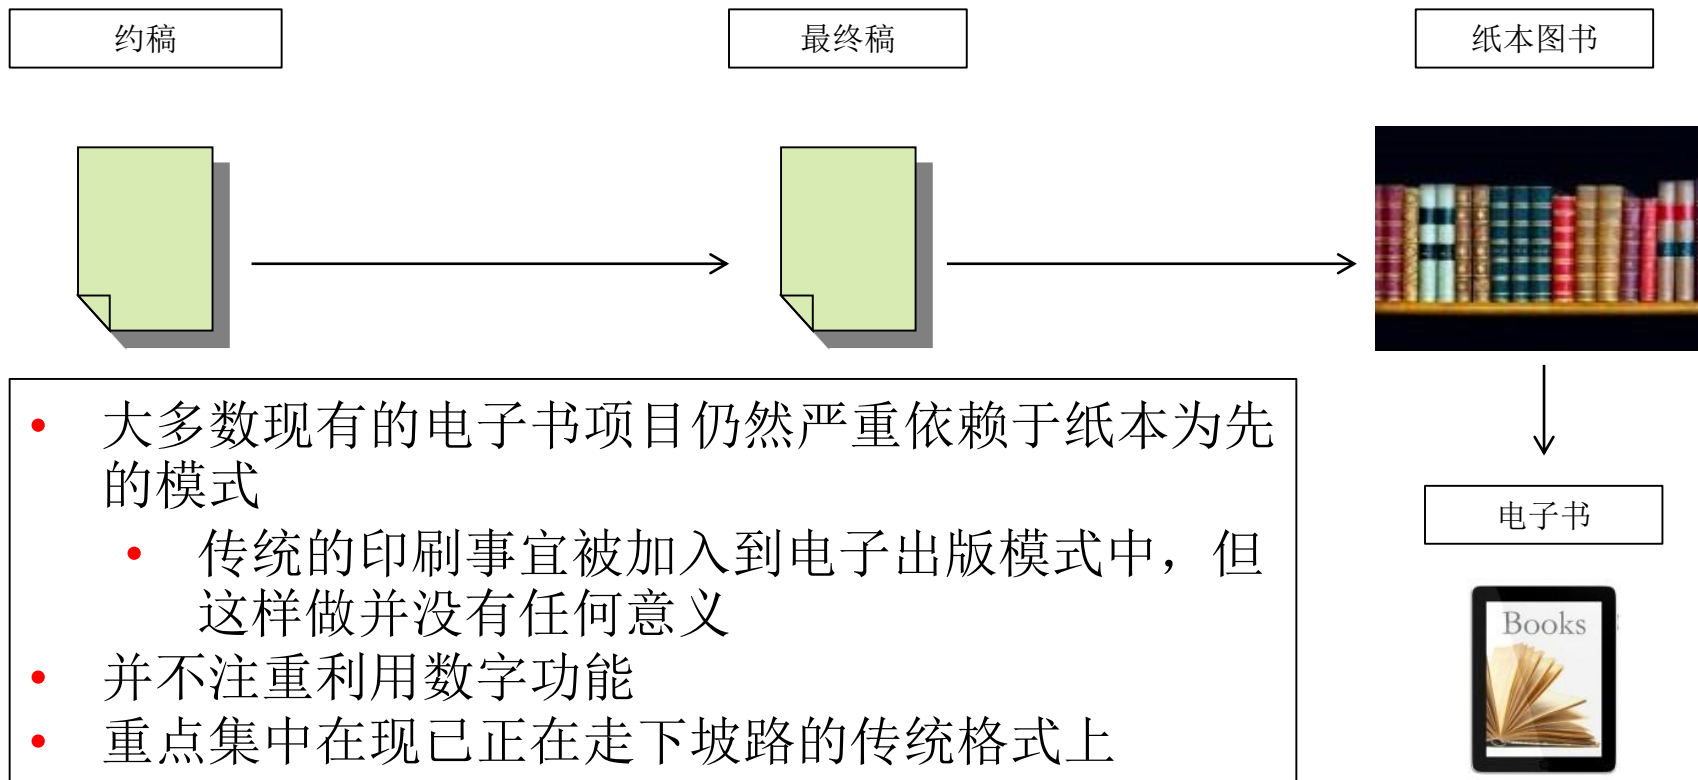 约稿
最终稿
纸本图书
• 大多数现有的电子书项目仍然严重依赖于纸本为先
的模式
• 传统的印刷事宜被加入到电子出版模式中，但
这样做并没有任何意义
• 并不注重利用数字功能
• 重点集中在现已正在走下坡路的传统格式上
电子书
Books